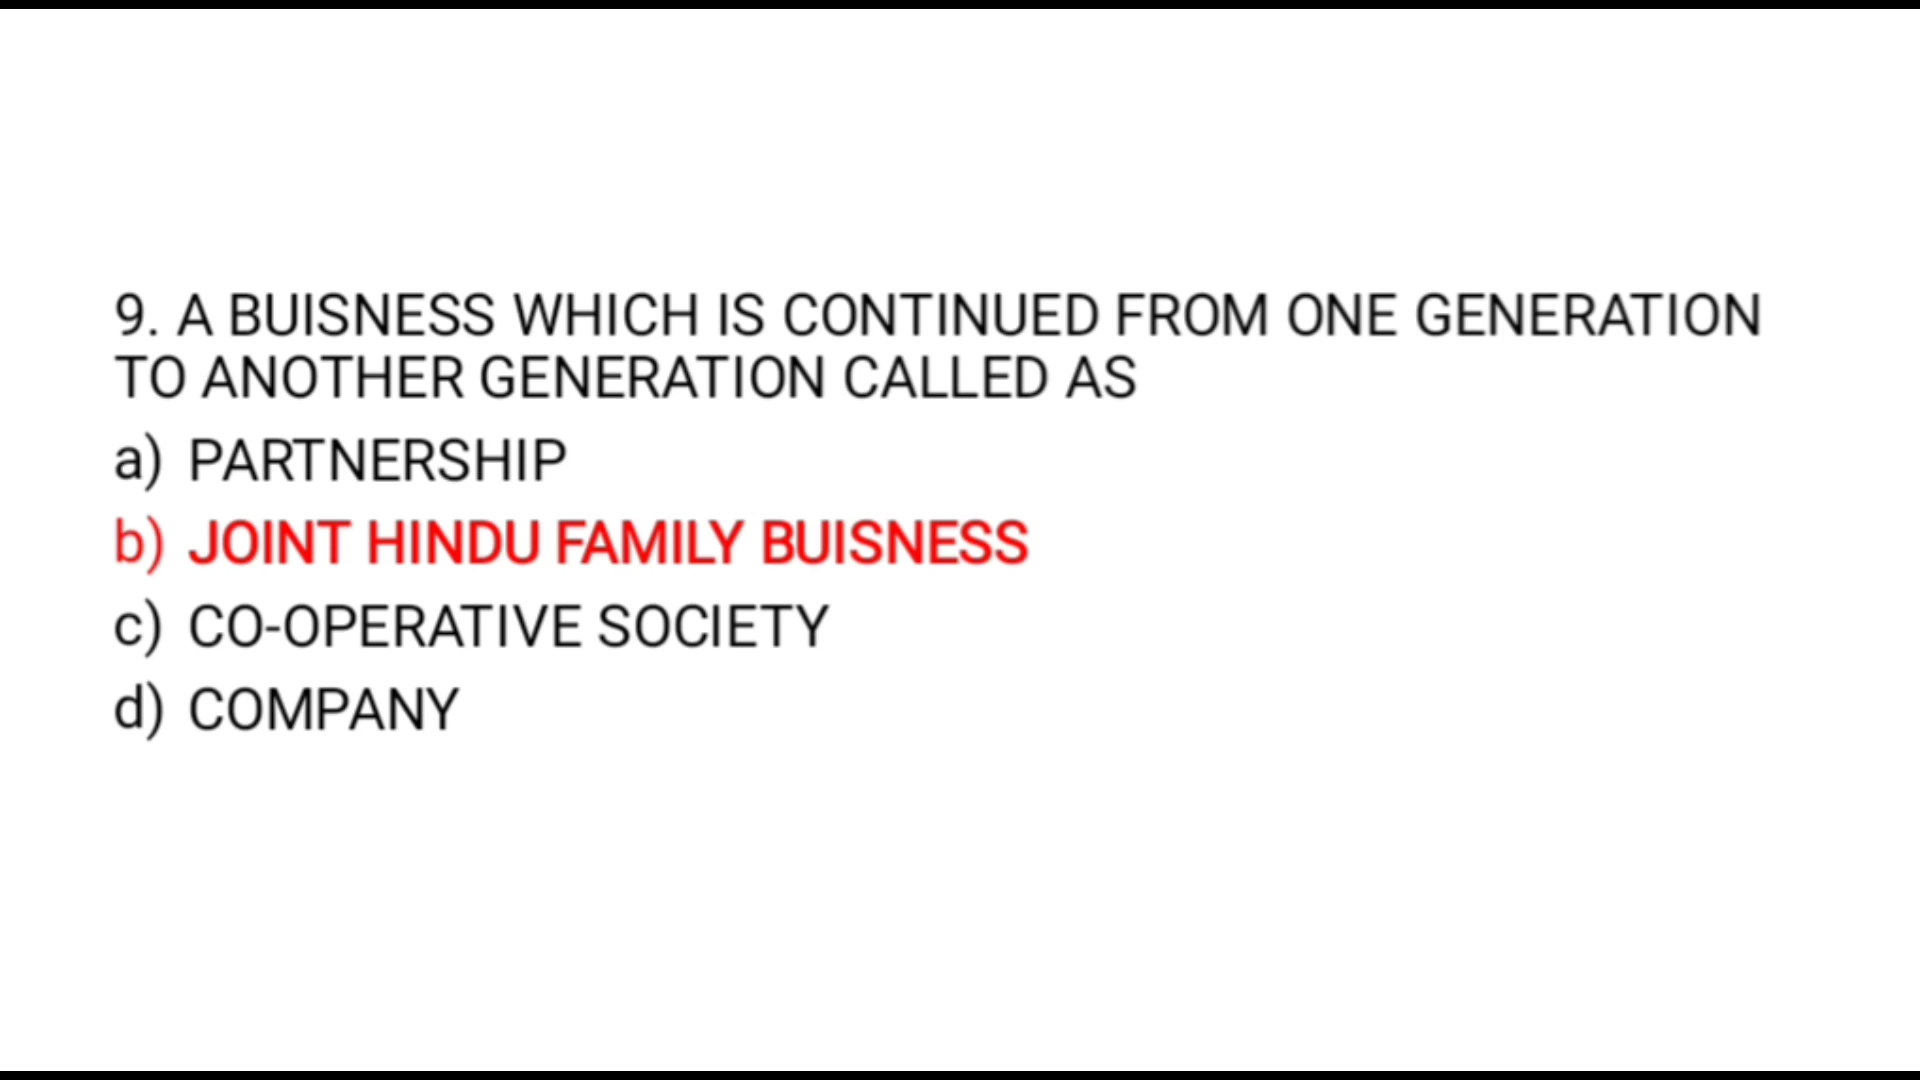 9. A BUISNESS WHICH IS CONTINUED FROM ONE GENERATION
TO ANOTHER GENERATION CALLED AS
a) PARTNERSHIP
b) JOINT HINDU FAMILY BUISNESS
c) CO-OPERATIVE SOCIETY
d) COMPANY